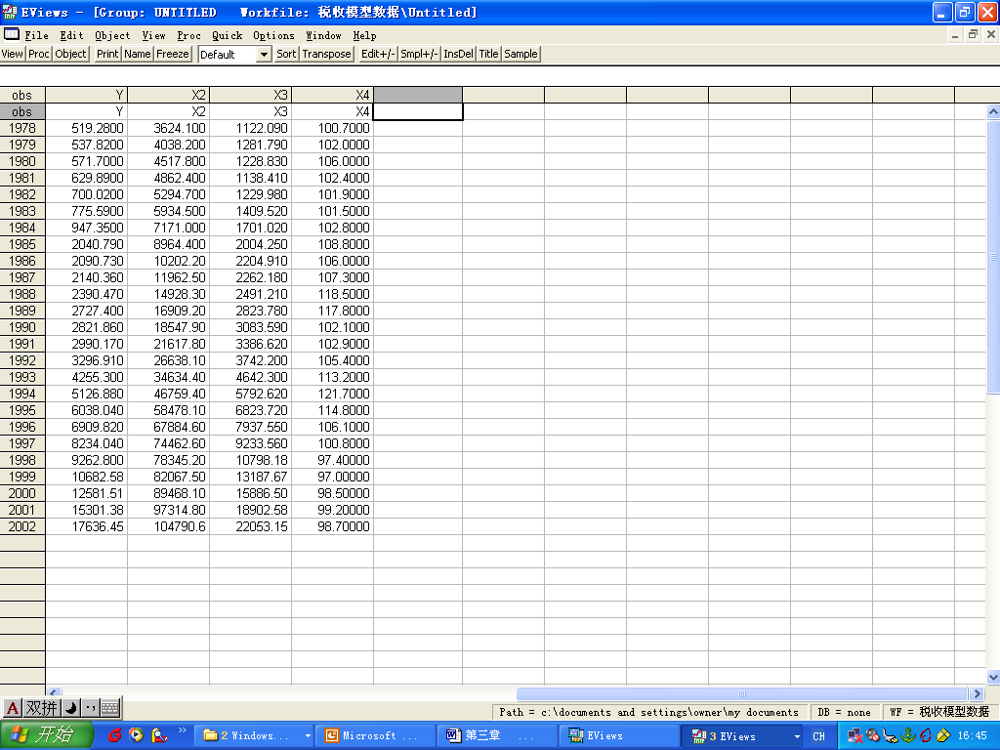 EViews - [Group: UNTITLED   Workfile: 税收模型数据\Untitled]
File Edit Object View Proc Quick Options Window Help
View Proc Object Print Name Freeze Default Sort Transpose Edit+/- Smpl+/- InsDel Title Sample
obs Y X2 X3 X4
obs Y X2 X3 X4
1978 519.2800 3624.100 1122.090 100.7000
1979 537.8200 4038.200 1281.790 102.0000
1980 571.7000 4517.800 1228.830 106.0000
1981 629.8900 4862.400 1138.410 102.4000
1982 700.0200 5294.700 1229.980 101.9000
1983 775.5900 5934.500 1409.520 101.5000
1984 947.3500 7171.000 1701.020 102.8000
1985 2040.790 8964.400 2004.250 108.8000
1986 2090.730 10202.20 2204.910 106.0000
1987 2140.360 11962.50 2262.180 107.3000
1988 2390.470 14928.30 2491.210 118.5000
1989 2727.400 16909.20 2823.780 117.8000
1990 2821.860 18547.90 3083.590 102.1000
1991 2990.170 21617.80 3386.620 102.9000
1992 3296.910 26638.10 3742.200 105.4000
1993 4255.300 34634.40 4642.300 113.2000
1994 5126.880 46759.40 5792.620 121.7000
1995 6038.040 58478.10 6823.720 114.8000
1996 6909.820 67884.60 7937.550 106.1000
1997 8234.040 74462.60 9233.560 100.8000
1998 9262.800 78345.20 10798.18 97.40000
1999 10682.58 82067.50 13187.67 97.00000
2000 12581.51 89468.10 15886.50 98.50000
2001 15301.38 97314.80 18902.58 99.20000
2002 17636.45 104790.6 22053.15 98.70000
A 双拼
Path = c:\documents and settings\owner\my documents DB = none WF = 税收模型数据
开始 2 Windows... Microsoft ... 第三章 ... EViews 3 EViews CH 16:45